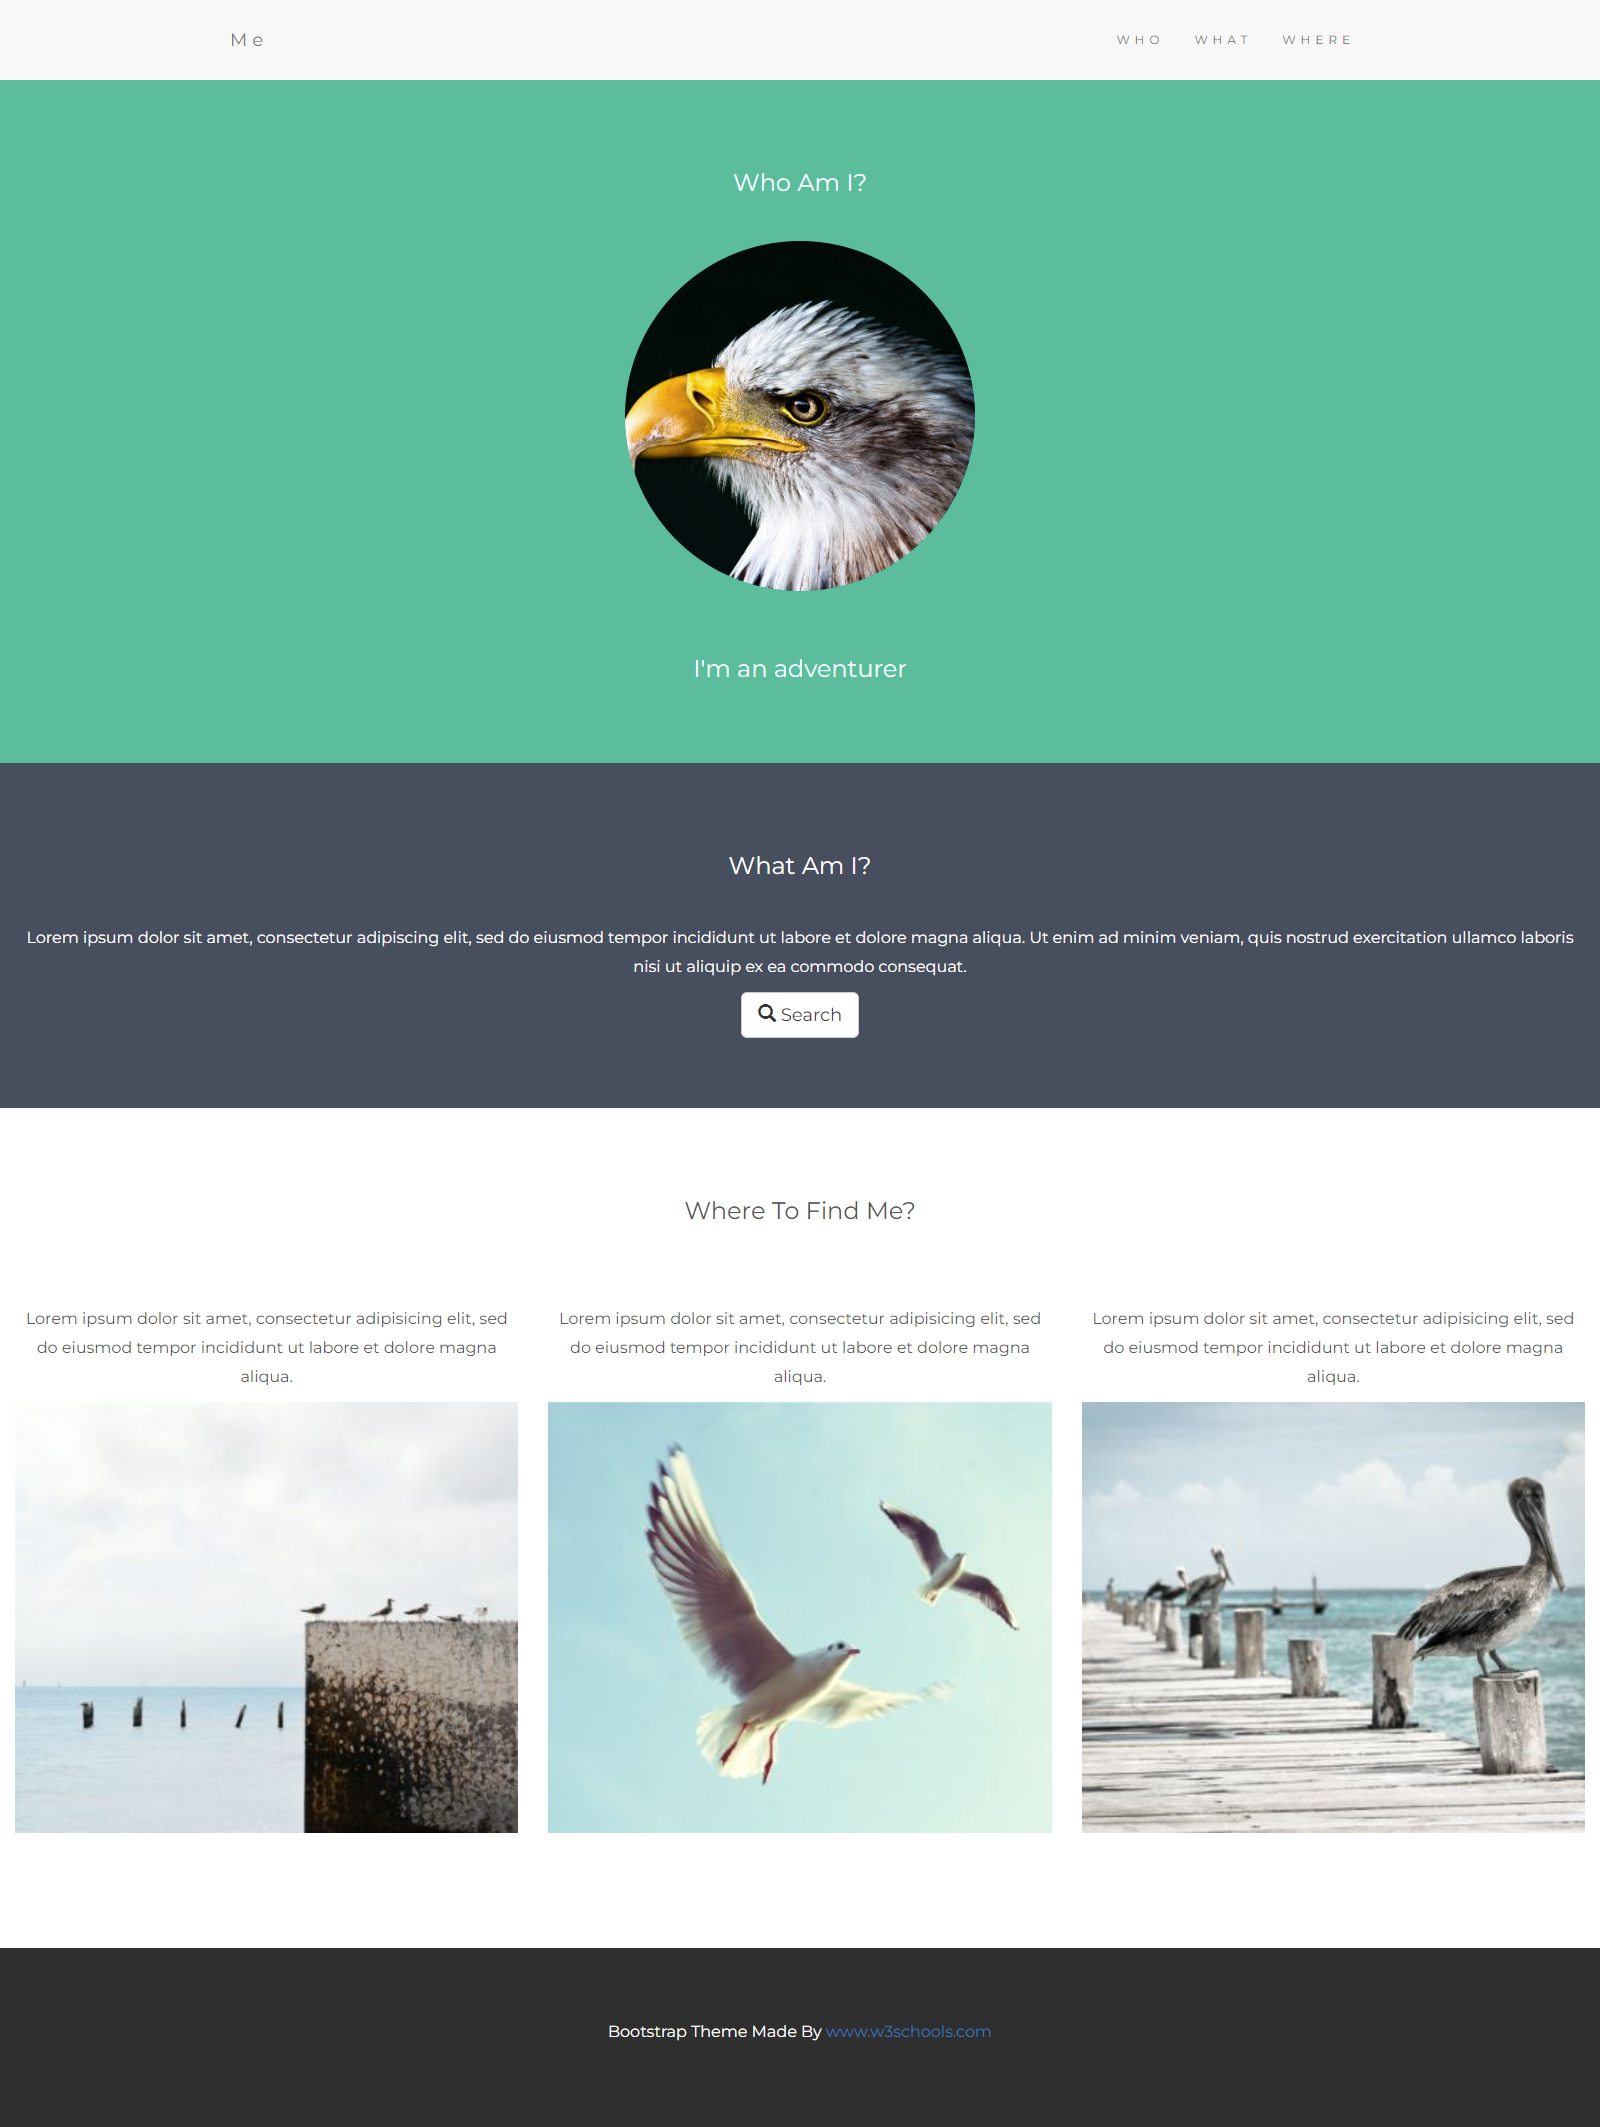 Me
WHO WHAT WHERE
Who Am I?
I'm an adventurer
What Am I?
Lorem ipsum dolor sit amet, consectetur adipiscing elit, sed do eiusmod tempor incididunt ut labore et dolore magna aliqua. Ut enim ad minim veniam, quis nostrud exercitation ullamco laboris
nisi ut aliquip ex ea commodo consequat.
Search
Where To Find Me?
Lorem ipsum dolor sit amet, consectetur adipisicing elit, sed
do eiusmod tempor incididunt ut labore et dolore magna
aliqua.
Lorem ipsum dolor sit amet, consectetur adipisicing elit, sed
do eiusmod tempor incididunt ut labore et dolore magna
aliqua.
Lorem ipsum dolor sit amet, consectetur adipisicing elit, sed
do eiusmod tempor incididunt ut labore et dolore magna
aliqua.
Bootstrap Theme Made By www.w3schools.com